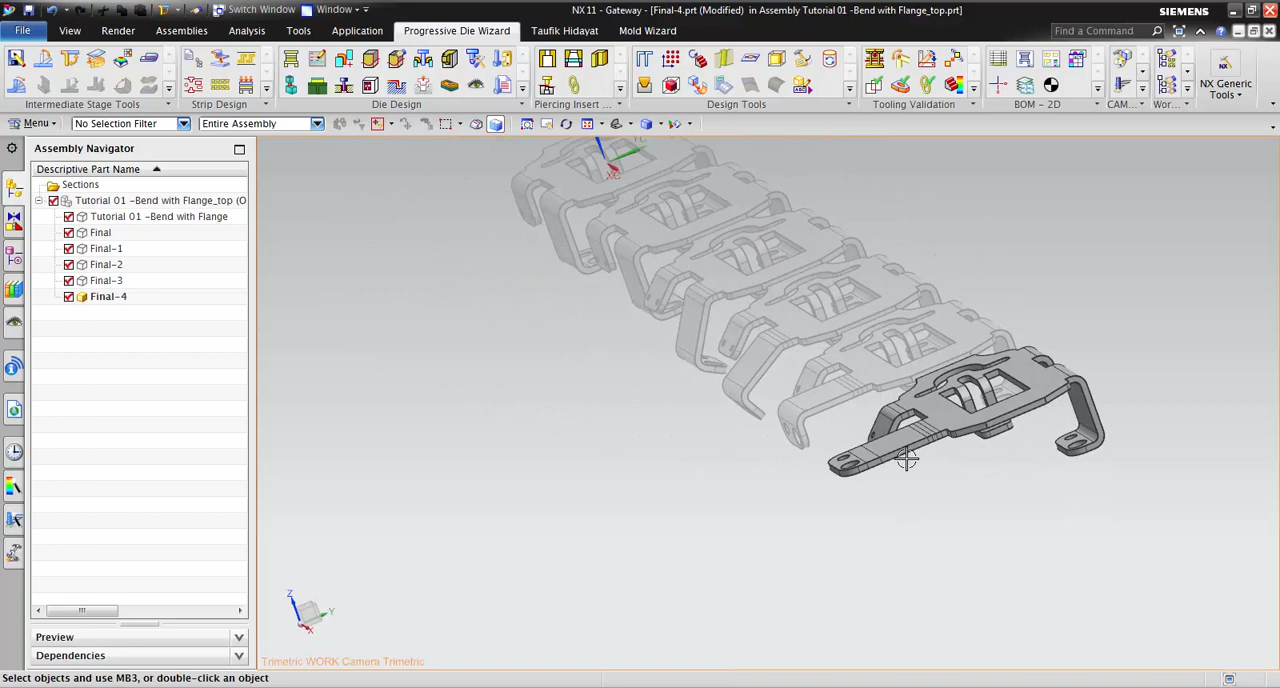 NX 11 - Gateway - [Final-4.prt (Modified) in Assembly Tutorial 01 -Bend with Flange_top.prt]
SIEMENS
Switch Window
Window
File
View
Render
Assemblies
Analysis
Tools
Application
Progressive Die Wizard
Taufik Hidayat
Mold Wizard
Find a Command
NX Generic
Tools
Intermediate Stage Tools
Strip Design
Die Design
Piercing Insert ...
Design Tools
Tooling Validation
BOM - 2D
CAM...
Wor...
Menu
No Selection Filter
Entire Assembly
Assembly Navigator
Descriptive Part Name
Sections
Tutorial 01 -Bend with Flange_top (O
Tutorial 01 -Bend with Flange
Final
Final-1
Final-2
Final-3
Final-4
Preview
Dependencies
XC
Z
Y
X
Trimetric WORK Camera Trimetric
Select objects and use MB3, or double-click an object